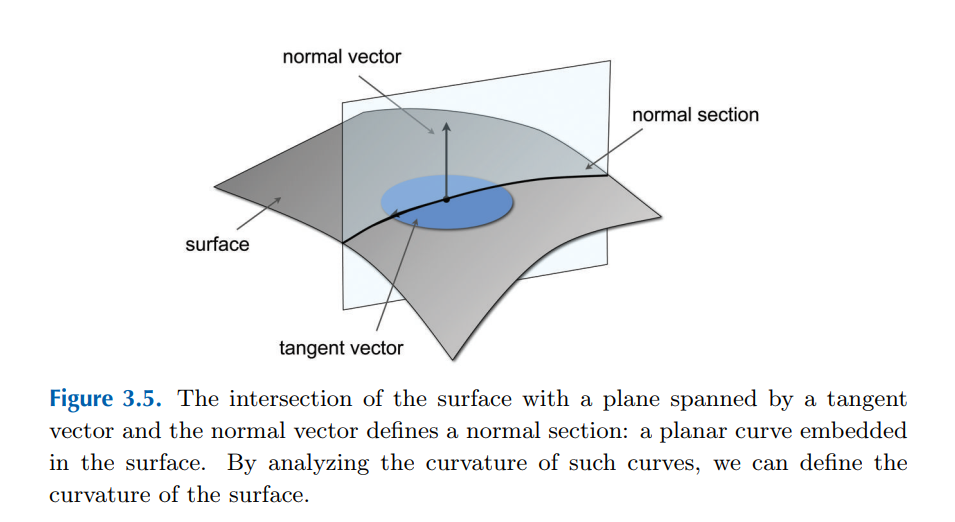 normal vector
normal section
surface
tangent vector
Figure 3.5. The intersection of the surface with a plane spanned by a tangent
vector and the normal vector defines a normal section: a planar curve embedded
in the surface. By analyzing the curvature of such curves, we can define the
curvature of the surface.